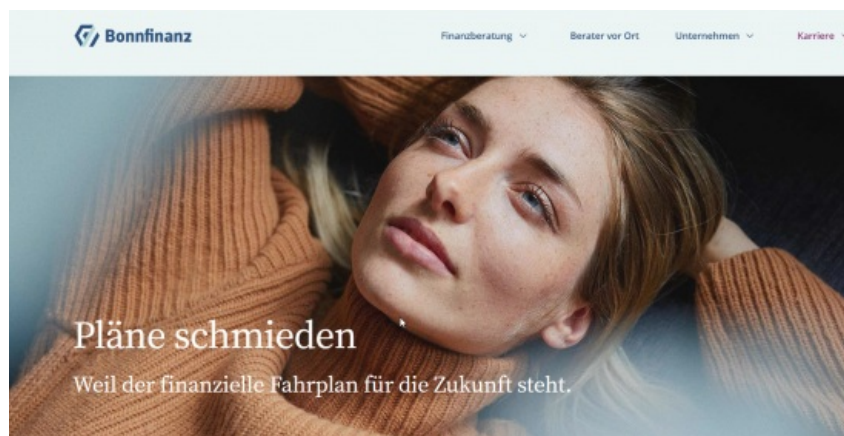 Bonnfinanz
Finanzberatung
Berater vor Ort
Unternehmen
Karriere
Pläne schmieden
Weil der finanzielle Fahrplan für die Zukunft steht.